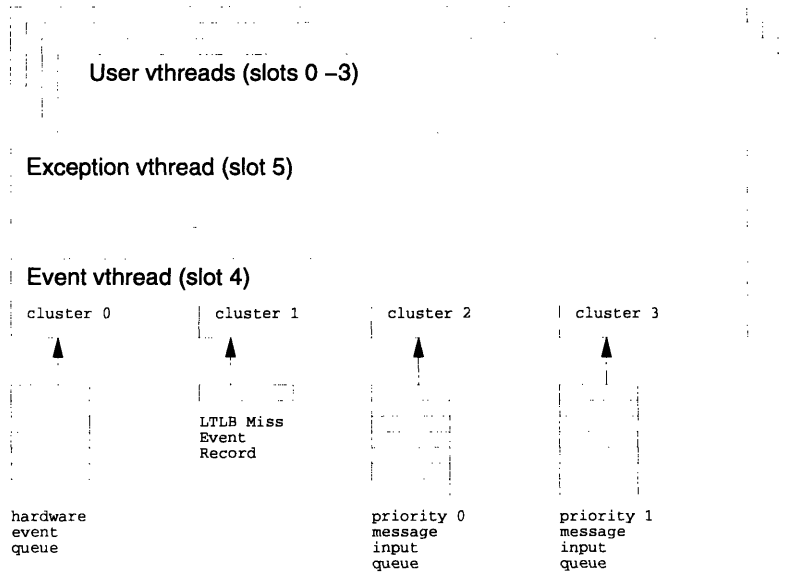 User vthreads (slots 0 –3)
Exception vthread (slot 5)
Event vthread (slot 4)
cluster 0
cluster 1
cluster 2
cluster 3
LTLB Miss
Event
Record
hardware
event
queue
priority 0
message
input
queue
priority 1
message
input
queue